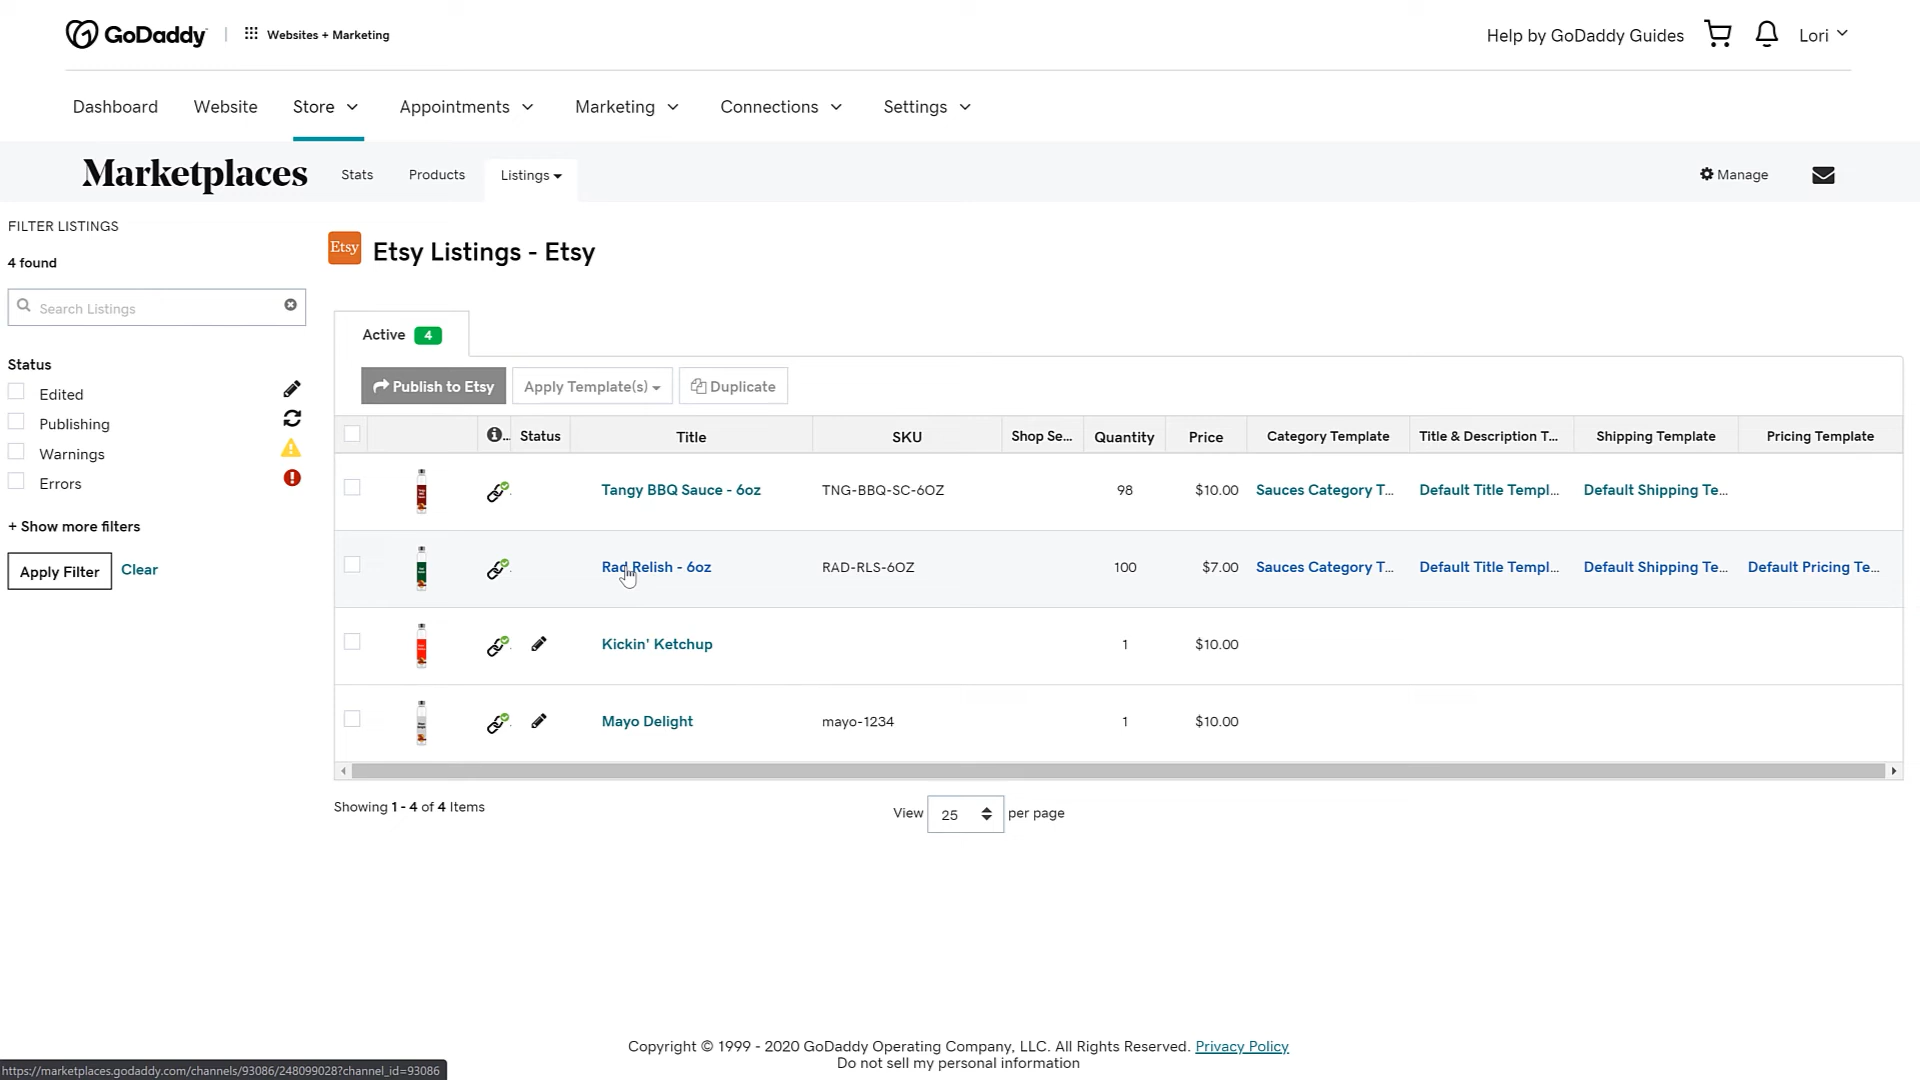 GoDaddy
Websites + Marketing
Help by GoDaddy Guides
Lori
Dashboard
Website
Store
Appointments
Marketing
Connections
Settings
Marketplaces
Stats
Products
Listings
Manage
FILTER LISTINGS
4 found
Search Listings
Status
Edited
Publishing
Warnings
Errors
+ Show more filters
Apply Filter
Clear
Etsy
Etsy Listings - Etsy
Active 4
Publish to Etsy
Apply Template(s)
Duplicate
Status Title SKU Shop Se... Quantity Price Category Template Title & Description T... Shipping Template Pricing Template
Tangy BBQ Sauce - 6oz TNG-BBQ-SC-6OZ 98 $10.00 Sauces Category T... Default Title Templ... Default Shipping Te...
Rad Relish - 6oz RAD-RLS-6OZ 100 $7.00 Sauces Category T... Default Title Templ... Default Shipping Te... Default Pricing Te...
Kickin' Ketchup 1 $10.00
Mayo Delight mayo-1234 1 $10.00
Showing 1 - 4 of 4 Items
View 25 per page
Copyright © 1999 - 2020 GoDaddy Operating Company, LLC. All Rights Reserved. Privacy Policy
Do not sell my personal information
https://marketplaces.godaddy.com/channels/93086/248099028?channel_id=93086